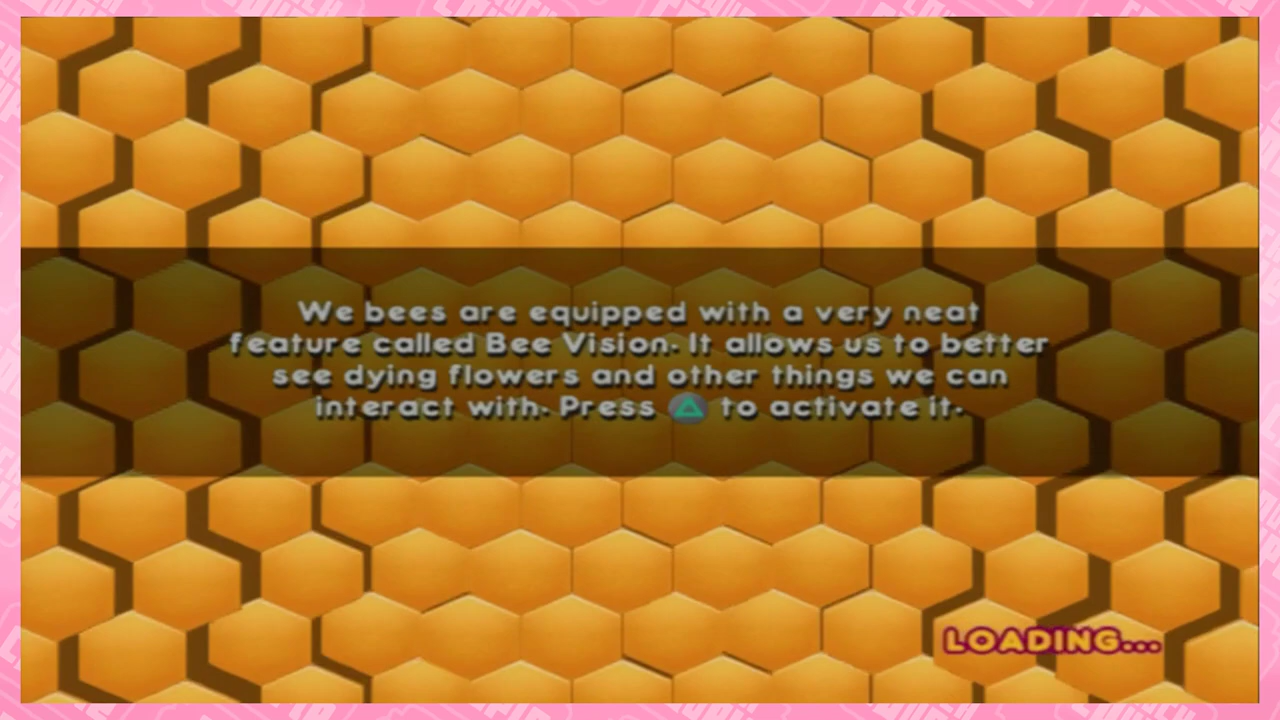 We bees are equipped with a very neat
feature called Bee Vision. It allows us to better
see dying flowers and other things we can
interact with. Press to activate it.
LOADING...